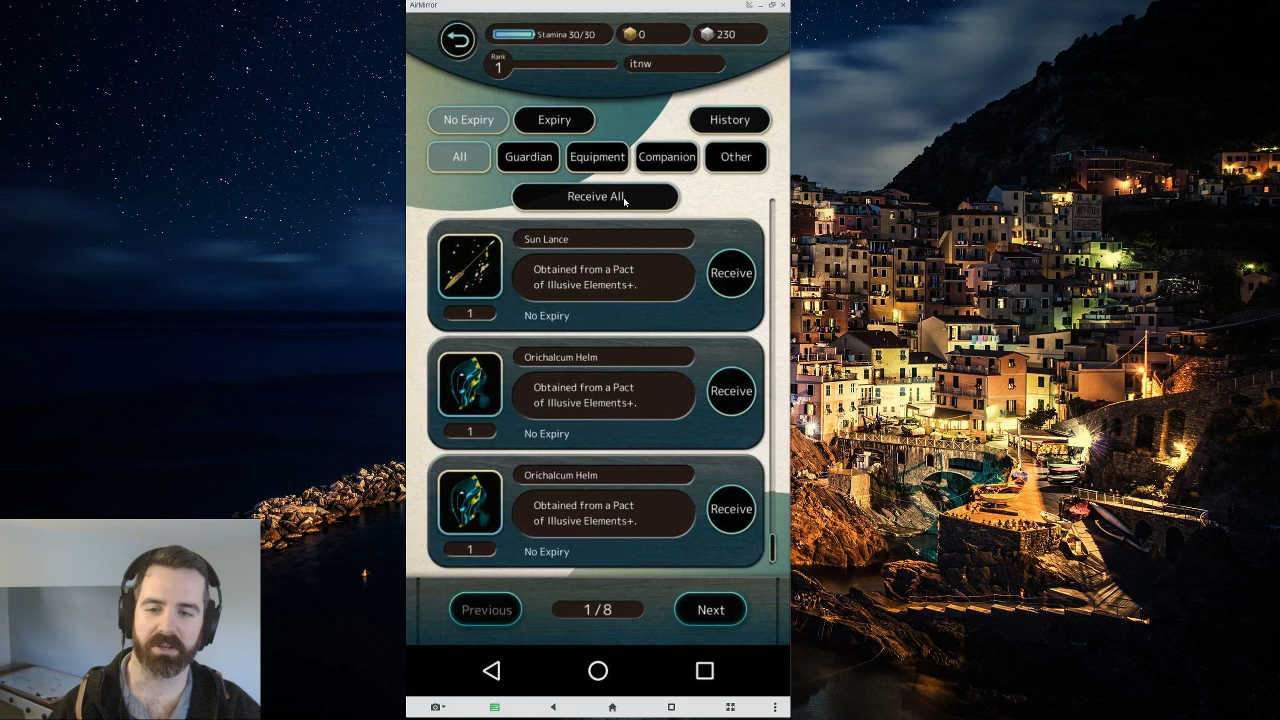 AirMirror
Stamina 30/30
0
230
Rank
1
itnw
No Expiry
Expiry
History
All
Guardian
Equipment
Companion
Other
Receive All
Sun Lance
Obtained from a Pact
of Illusive Elements+.
Receive
1
No Expiry
Orichalcum Helm
Obtained from a Pact
of Illusive Elements+.
Receive
1
No Expiry
Orichalcum Helm
Obtained from a Pact
of Illusive Elements+.
Receive
1
No Expiry
Previous
1/8
Next